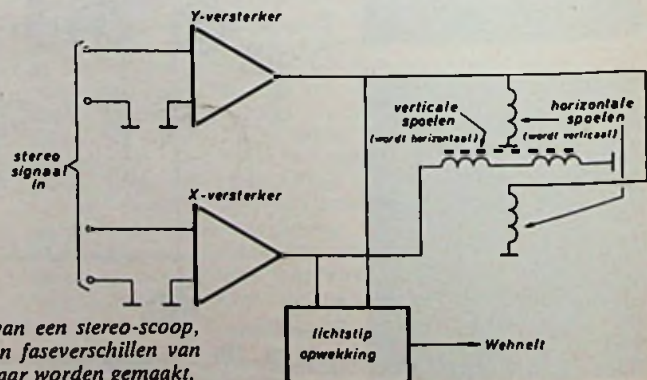 Y-versterker
verticale
spoelen
(wordt horizontaal)
horizontale
spoelen
(wordt verticaal)
stereo
signaal
in
X-versterker
lichtstip
opwekking
Wehnelt
van een stereo-scoop,
faseverschillen van
worden gemaakt.